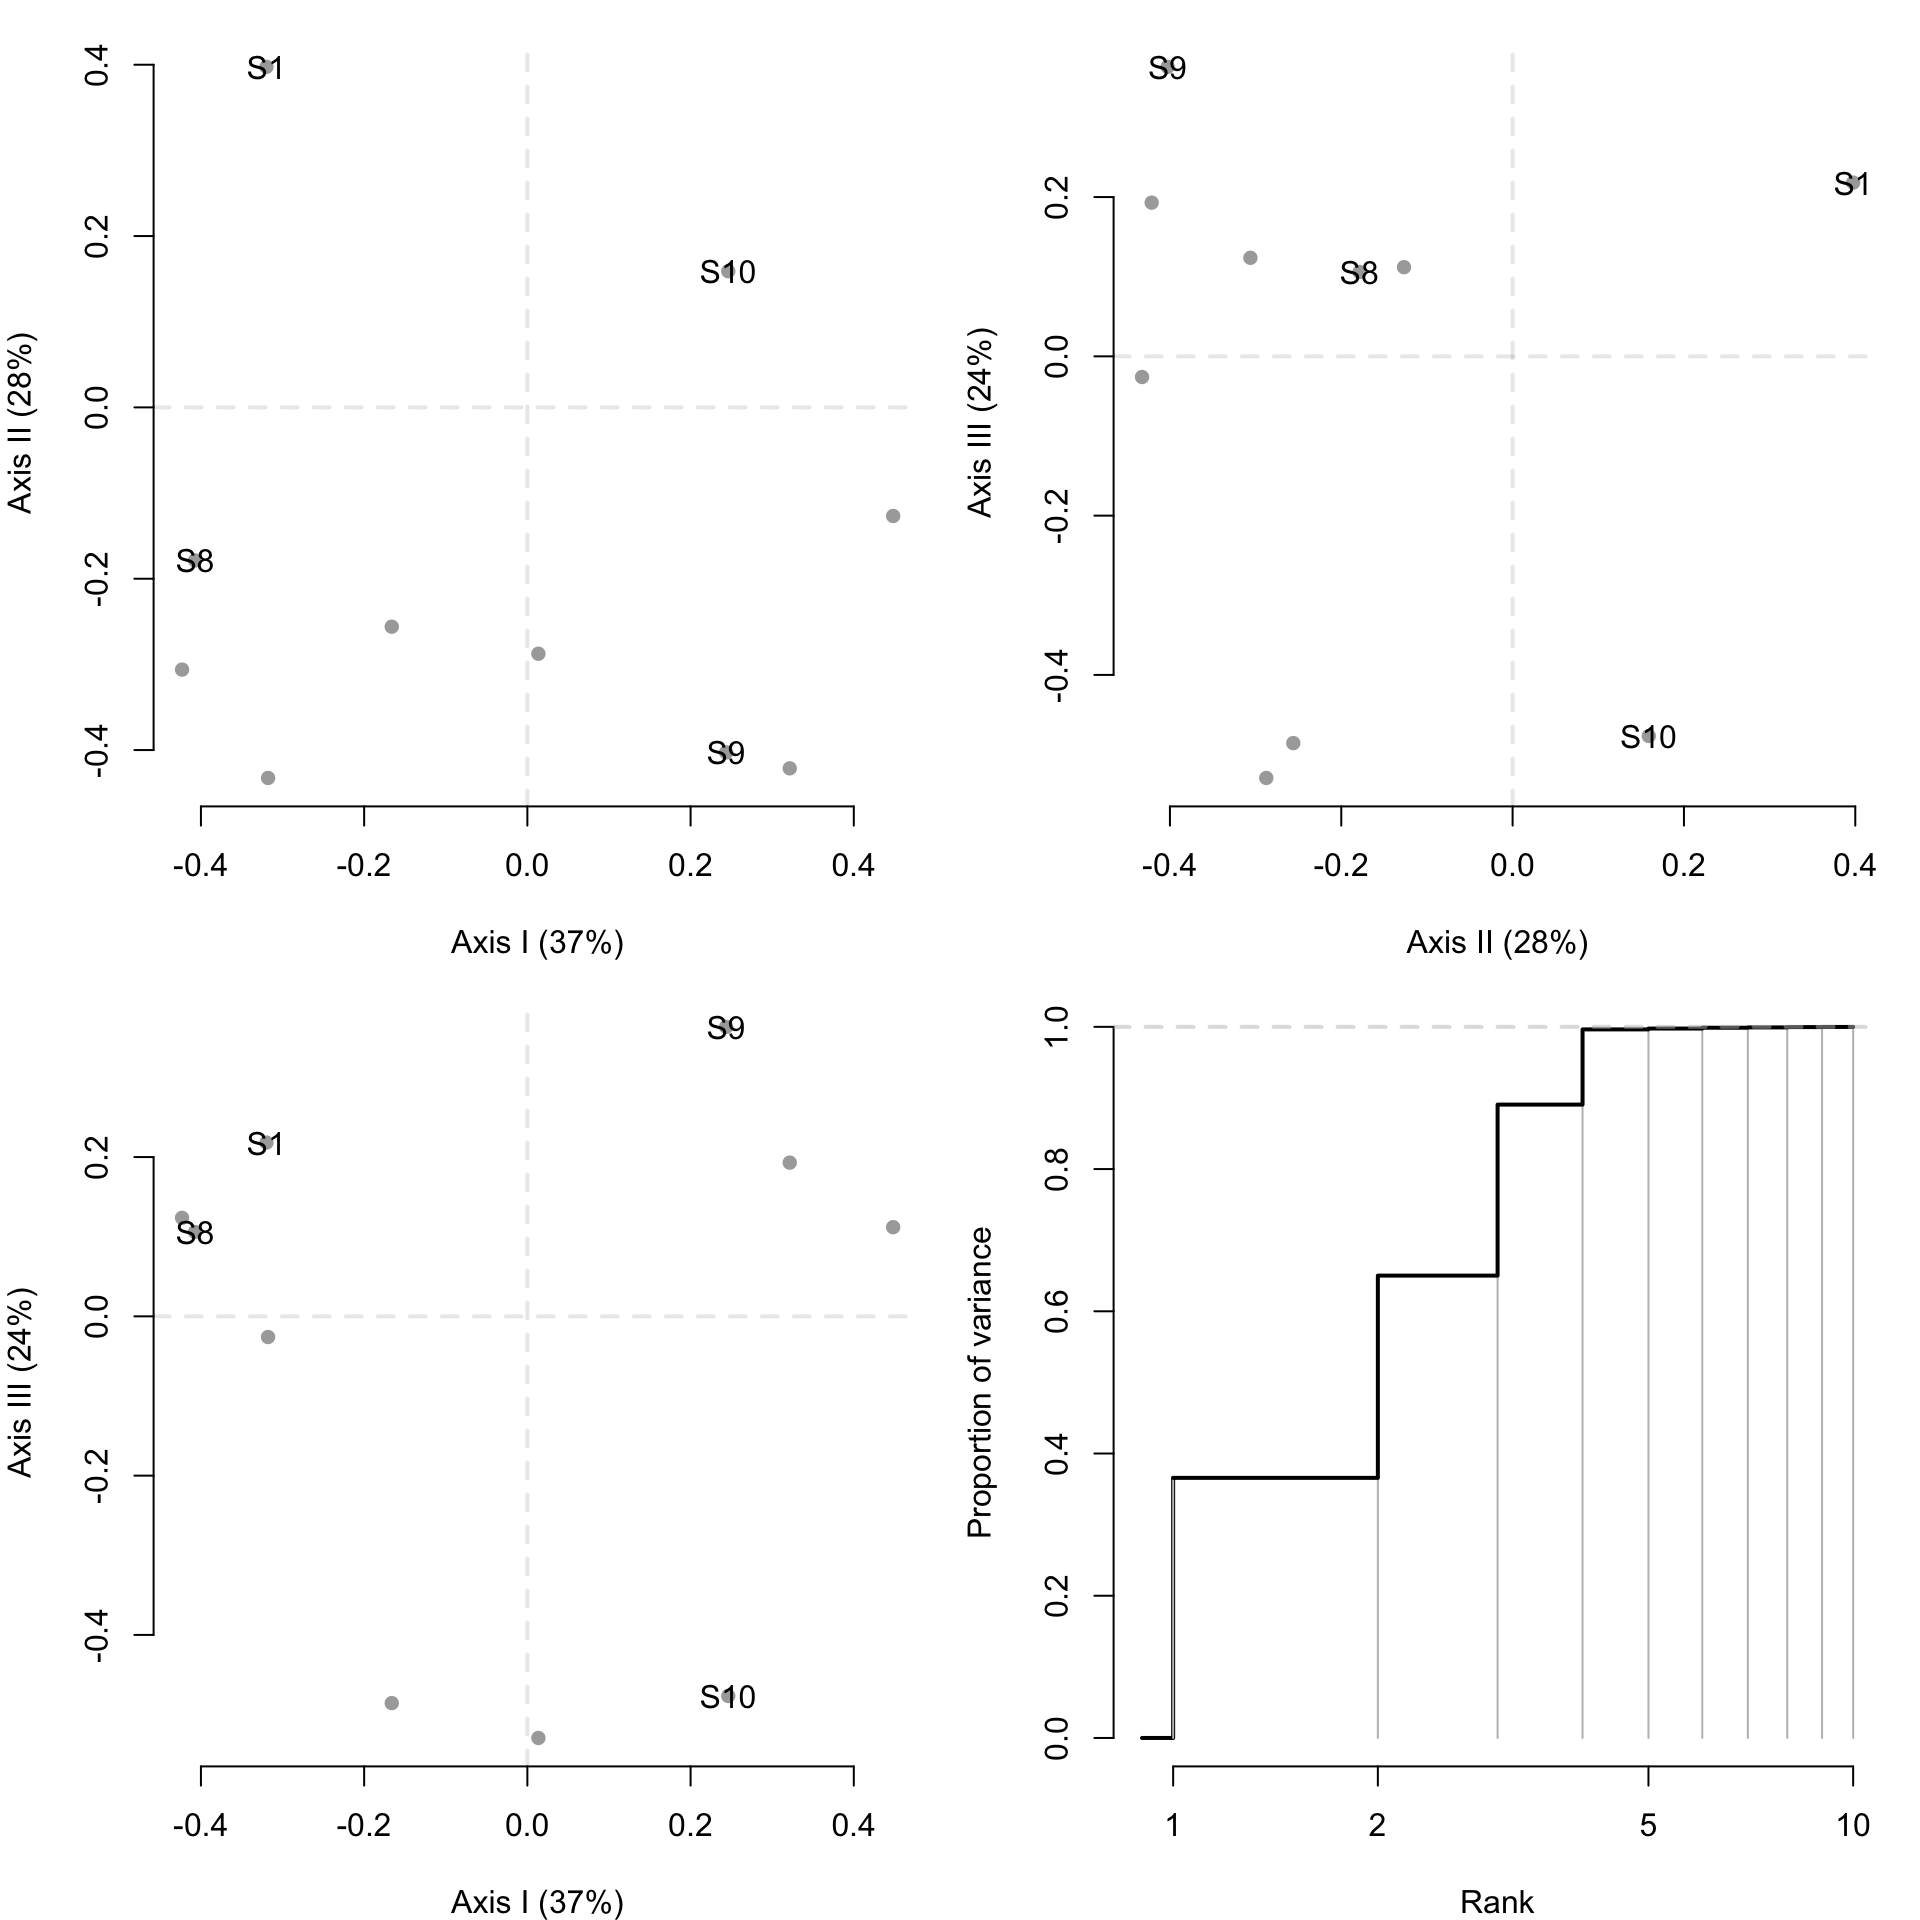 0.4
0.2
0.0
-0.2
-0.4
Axis II (28%)
S1
S10
S8
S9
-0.4 -0.2 0.0 0.2 0.4
Axis I (37%)
0.2
0.0
-0.2
-0.4
Axis III (24%)
S9
S1
S8
S10
-0.4 -0.2 0.0 0.2 0.4
Axis II (28%)
0.2
0.0
-0.2
-0.4
Axis III (24%)
S9
S1
S8
S10
-0.4 -0.2 0.0 0.2 0.4
Axis I (37%)
1.0
0.8
0.6
0.4
0.2
0.0
Proportion of variance
1 2 5 10
Rank